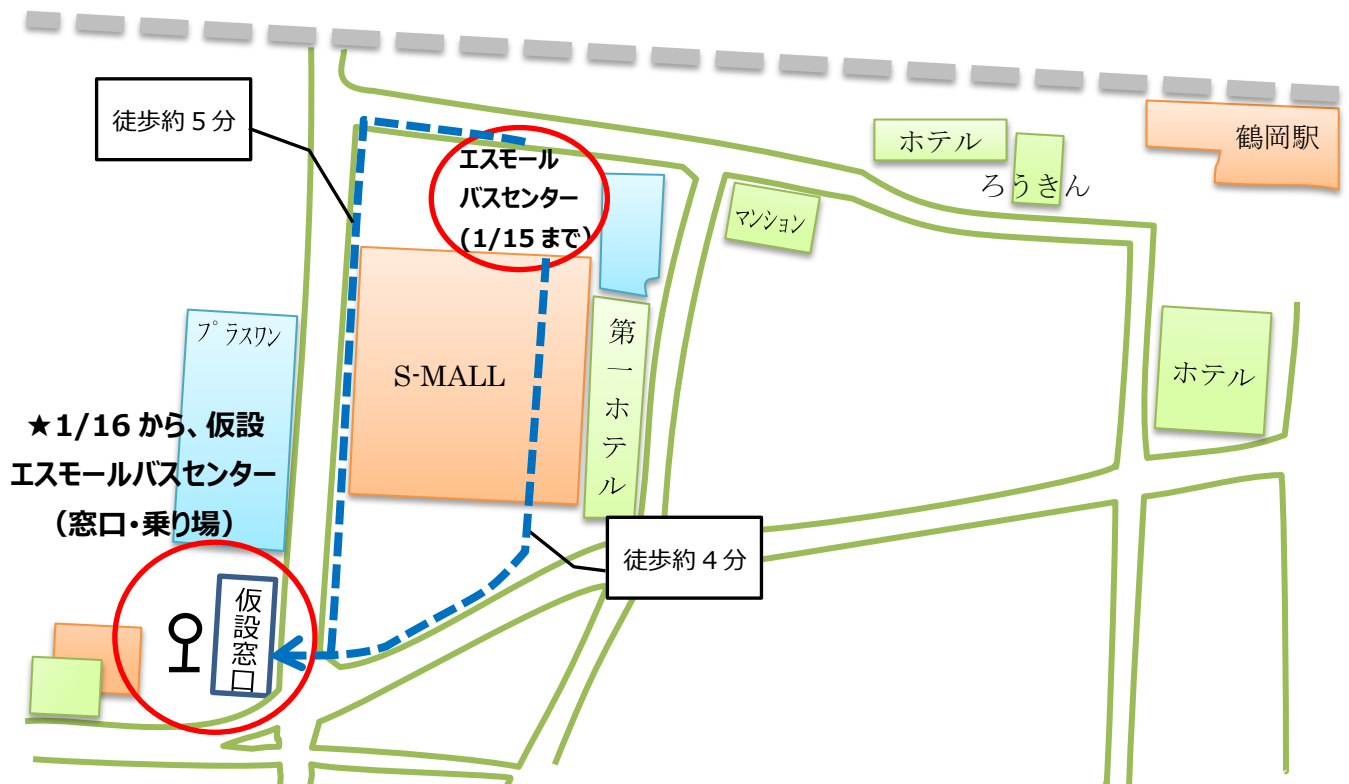 徒歩約５分
エスモール
バスセンター
(1/15まで)
ホテル
ろうきん
鶴岡駅
マンション
プラスワン
S-MALL
第一ホテル
ホテル
★1/16から、仮設
エスモールバスセンター
（窓口・乗り場）
徒歩約４分
仮設窓口